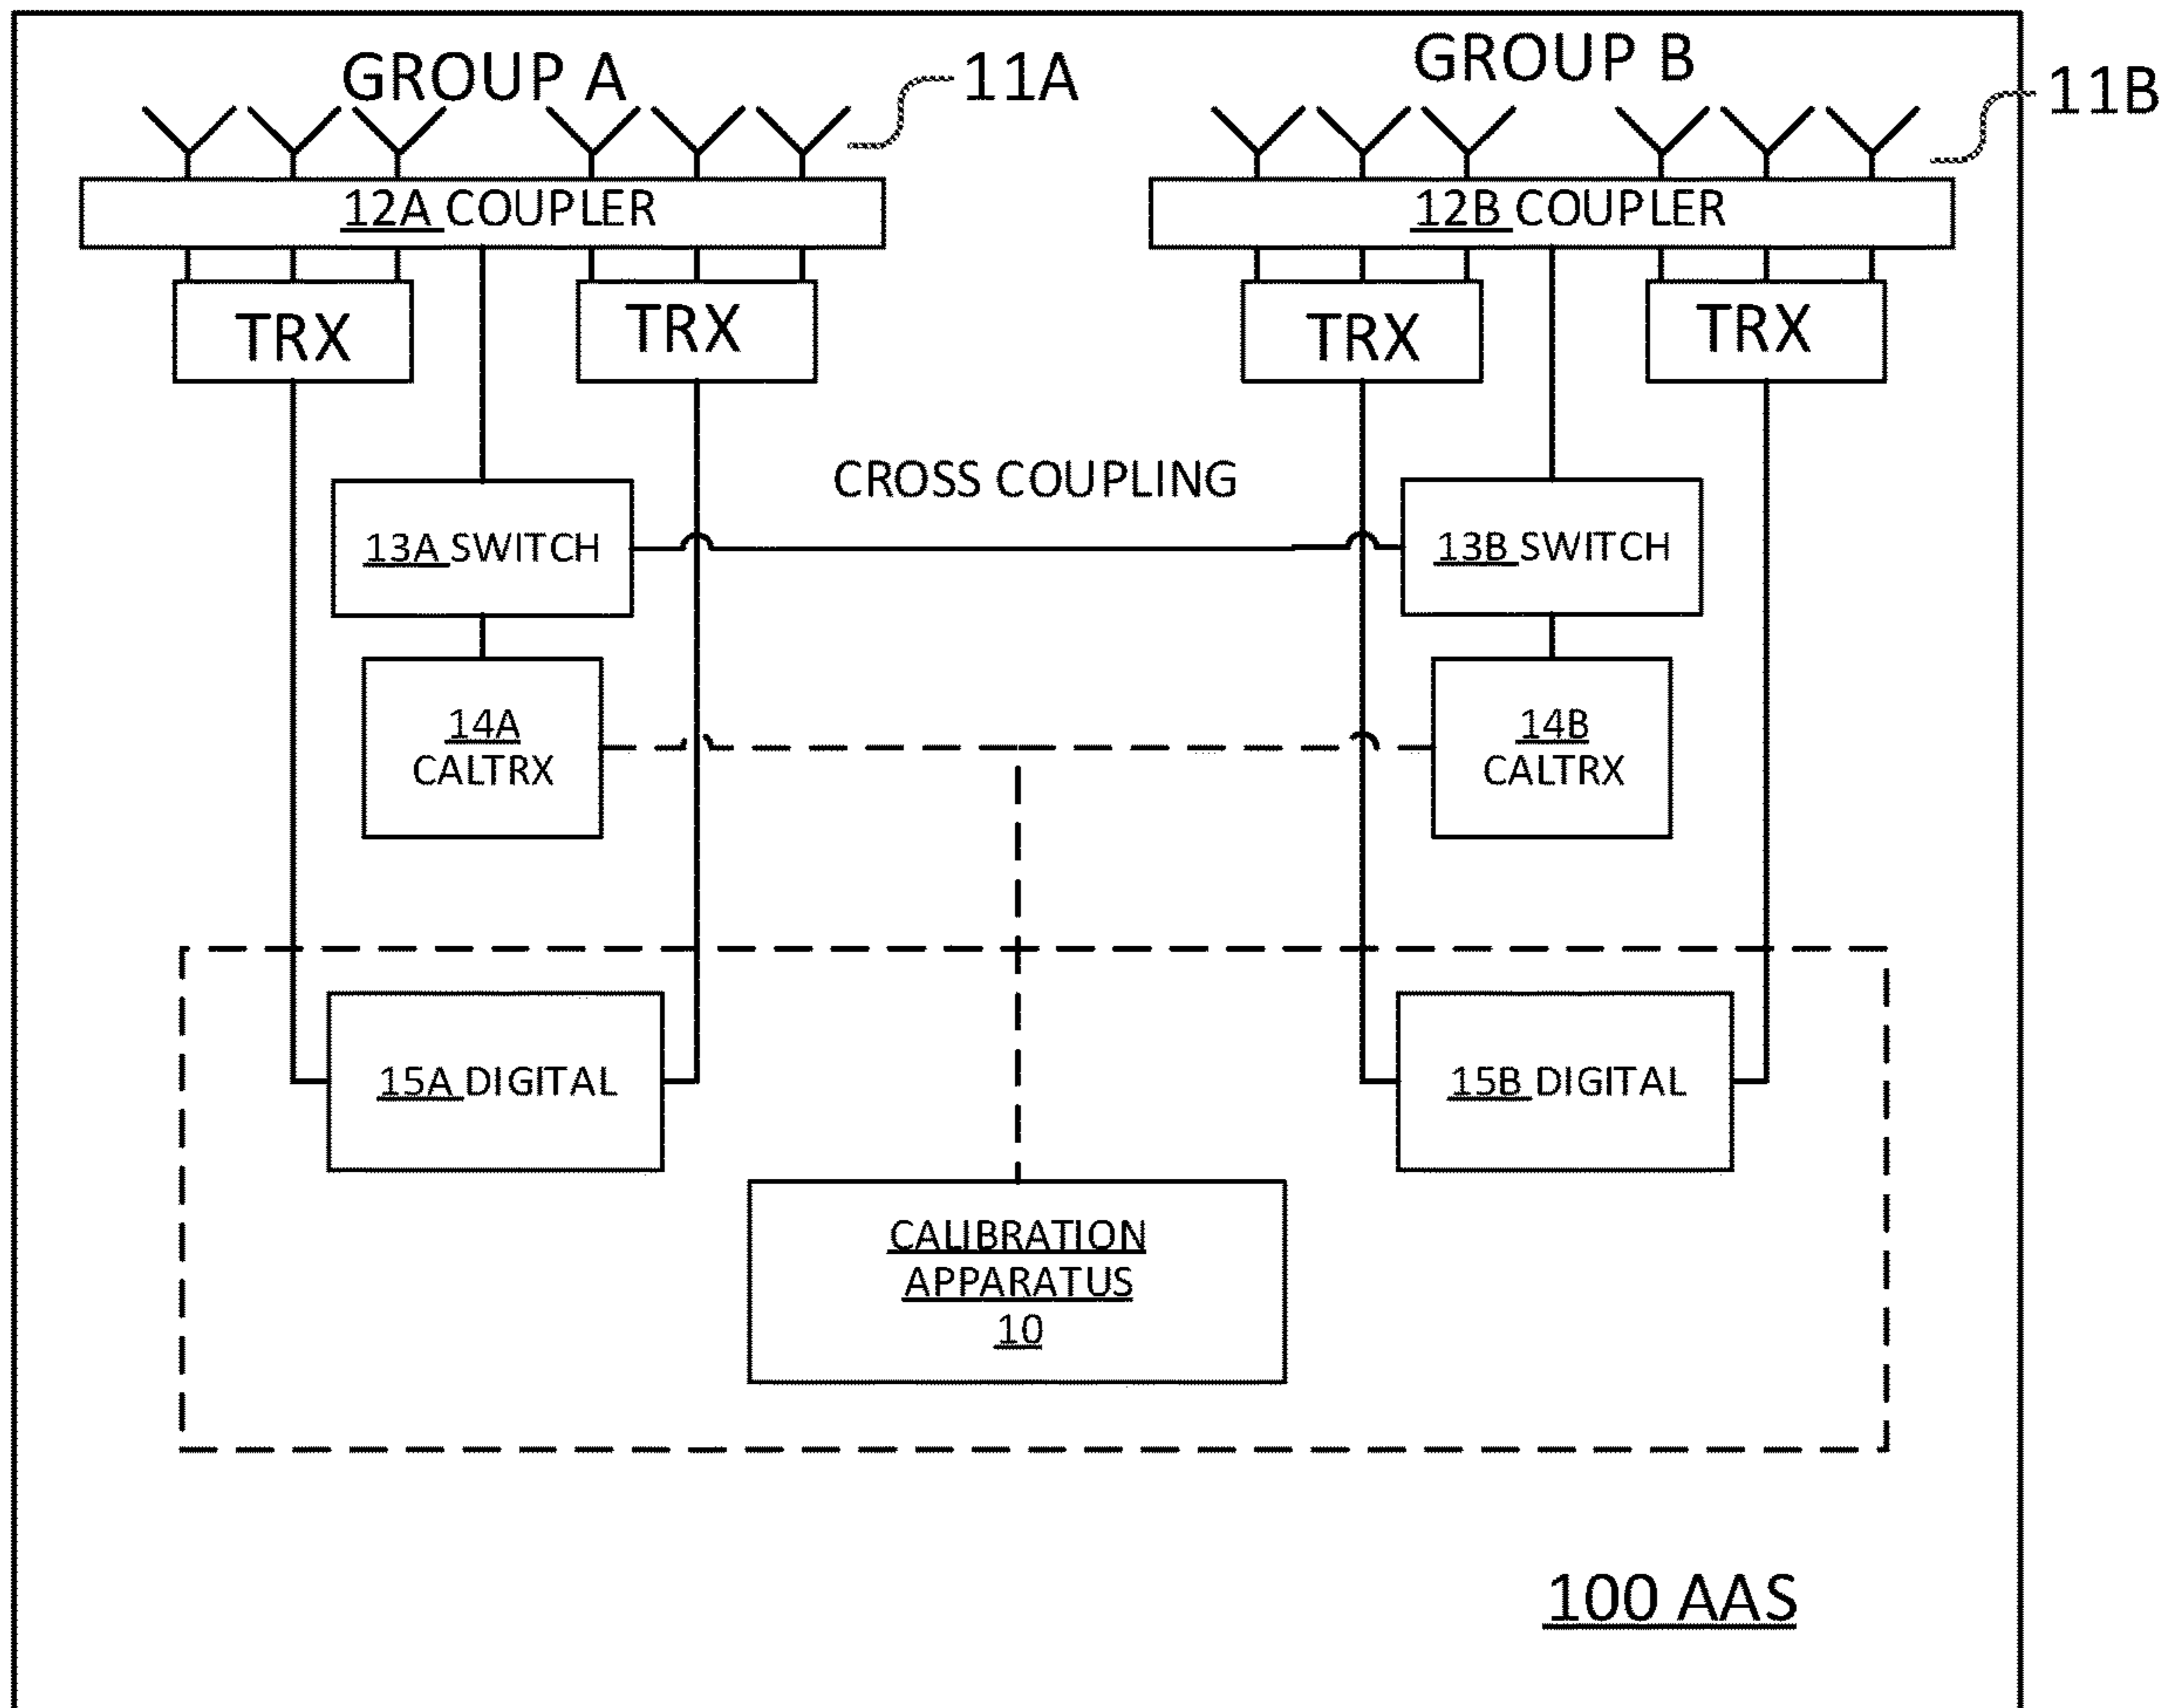 GROUP A
11A
GROUP B
11B
12A COUPLER
12B COUPLER
TRX
TRX
TRX
TRX
CROSS COUPLING
13A SWITCH
13B SWITCH
14A
CALTRX
14B
CALTRX
15A DIGITAL
15B DIGITAL
CALIBRATION
APPARATUS
10
100 AAS